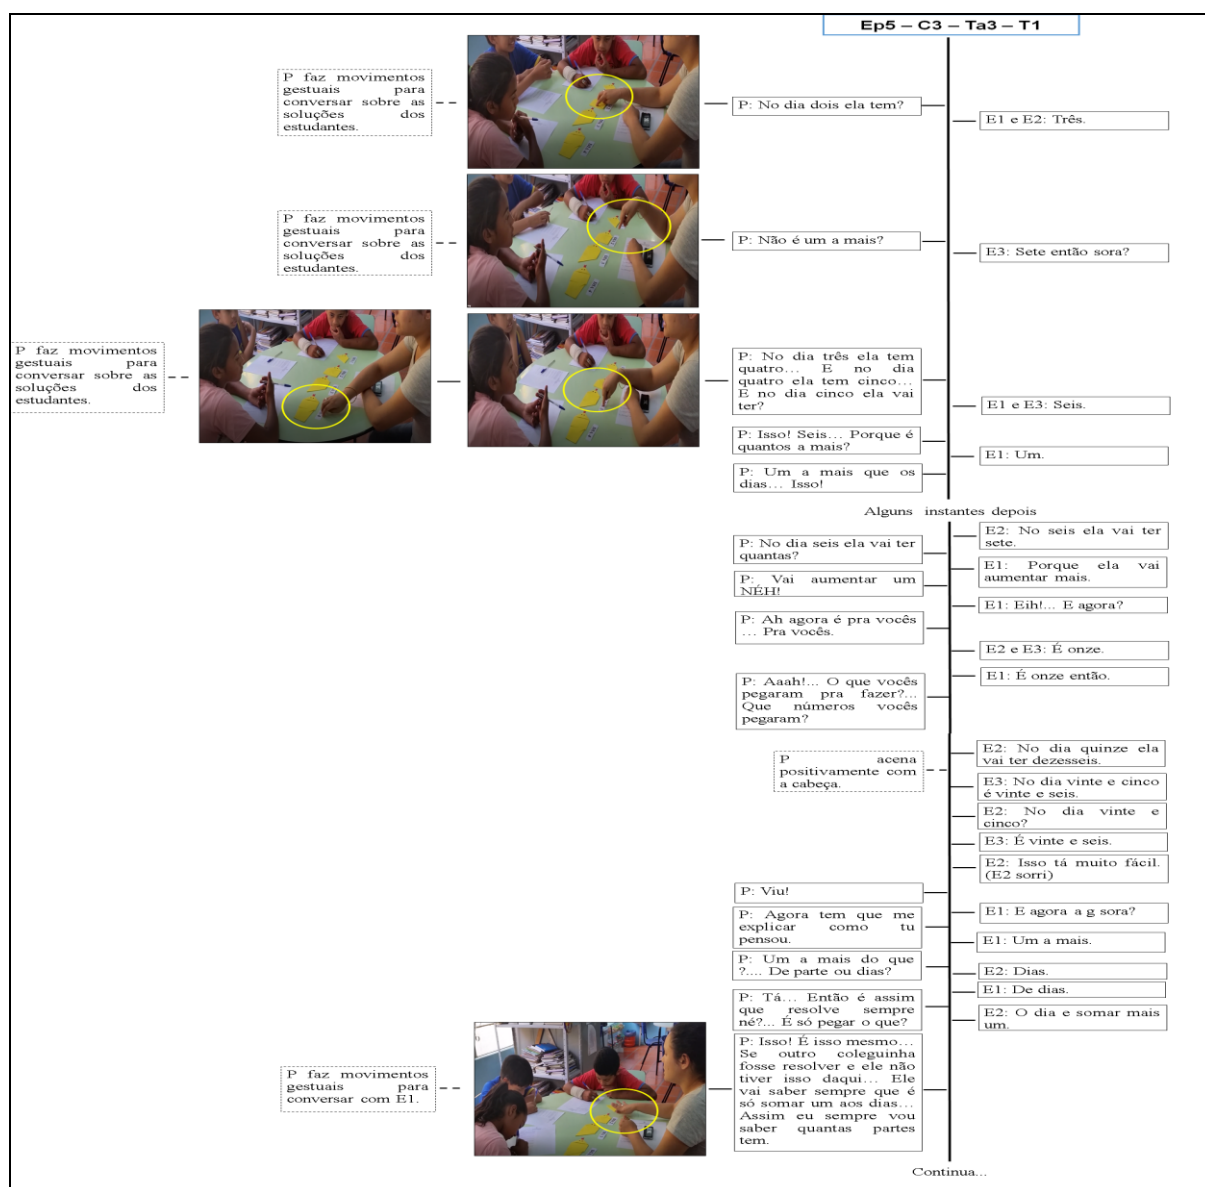 Ep5 – C3 – Ta3 – T1
P faz movimentos
gestuais para
conversar sobre as
soluções dos
estudantes.
P: No dia dois ela tem?
E1 e E2: Três.
P faz movimentos
gestuais para
conversar sobre as
soluções dos
estudantes.
P: Não é um a mais?
E3: Sete então sora?
P faz movimentos
gestuais para
conversar sobre as
soluções dos
estudantes.
P: No dia três ela tem
quatro… E no dia
quatro ela tem cinco…
E no dia cinco ela vai
ter?
E1 e E3: Seis.
P: Isso! Seis… Porque é
quantos a mais?
E1: Um.
P: Um a mais que os
dias… Isso!
Alguns instantes depois
E2: No seis ela vai ter
sete.
P: No dia seis ela vai ter
quantas?
E1: Porque ela vai
aumentar mais.
P: Vai aumentar um
NÉH!
E1: Eih!... E agora?
P: Ah agora é pra vocês
… Pra vocês.
E2 e E3: É onze.
E1: É onze então.
P: Aaah!... O que vocês
pegaram pra fazer?...
Que números vocês
pegaram?
E2: No dia quinze ela
vai ter dezesseis.
P acena
positivamente com
a cabeça.
E3: No dia vinte e cinco
é vinte e seis.
E2: No dia vinte e
cinco?
E3: É vinte e seis.
E2: Isso tá muito fácil.
(E2 sorri)
P: Viu!
E1: E agora a g sora?
P: Agora tem que me
explicar como tu
pensou.
E1: Um a mais.
P: Um a mais do que
?.... De parte ou dias?
E2: Dias.
E1: De dias.
P: Tá… Então é assim
que resolve sempre
né?... É só pegar o que?
E2: O dia e somar mais
um.
P: Isso! É isso mesmo…
Se outro coleguinha
fosse resolver e ele não
tiver isso daqui… Ele
vai saber sempre que é
só somar um aos dias…
Assim eu sempre vou
saber quantas partes
tem.
P faz movimentos
gestuais para
conversar com E1.
Continua...